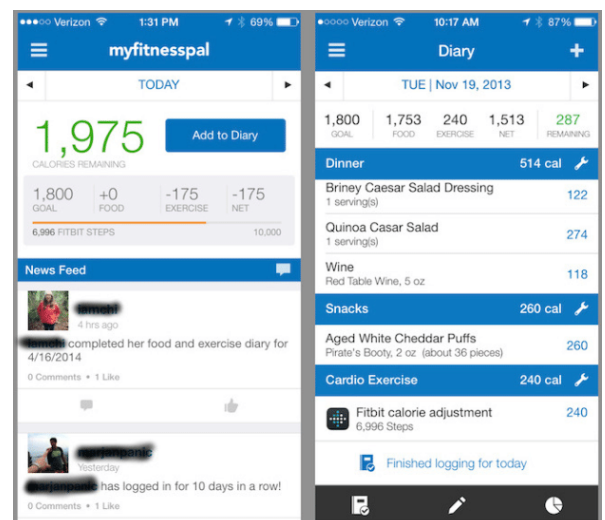 Verizon 1:31 PM 69%
myfitnesspal
TODAY
1,975
CALORIES REMAINING
Add to Diary
1,800 +0 -175 -175
GOAL FOOD EXERCISE NET
6,996 FITBIT STEPS 10,000
News Feed
4 hrs ago
completed her food and exercise diary for
4/16/2014
0 Comments • 1 Like
Yesterday
has logged in for 10 days in a row!
0 Comments • 1 Like
Verizon 10:17 AM 87%
Diary
TUE | Nov 19, 2013
1,800 1,753 240 1,513 287
GOAL FOOD EXERCISE NET REMAINING
Dinner 514 cal
Briney Caesar Salad Dressing
1 serving(s) 122
Quinoa Casar Salad
1 serving(s) 274
Wine
Red Table Wine, 5 oz 118
Snacks 260 cal
Aged White Cheddar Puffs
Pirate's Booty, 2 oz (about 36 pieces) 260
Cardio Exercise 240 cal
Fitbit calorie adjustment 240
6,996 Steps
Finished logging for today